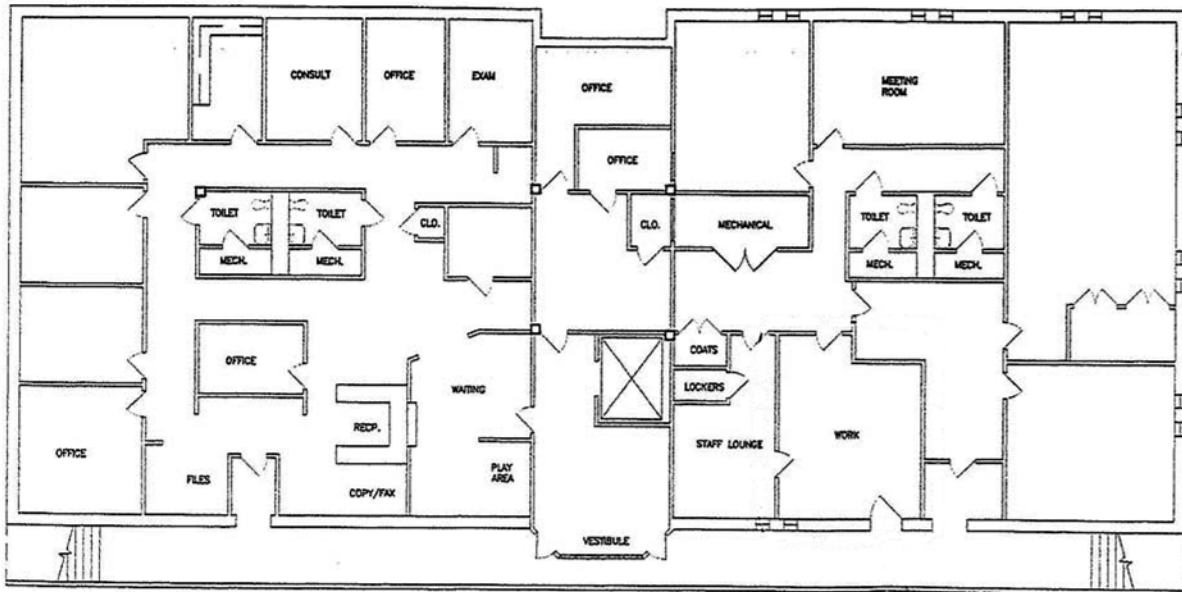 CONSULT
OFFICE
EXAM
OFFICE
MEETING
ROOM
OFFICE
TOILET
TOILET
CLO.
CLO.
MECHANICAL
TOILET
TOILET
MECH.
MECH.
MECH.
MECH.
OFFICE
COATS
LOCKERS
WAITING
RECP.
STAFF LOUNGE
WORK
OFFICE
PLAY
AREA
FILES
COPY/FAX
VESTIBULE